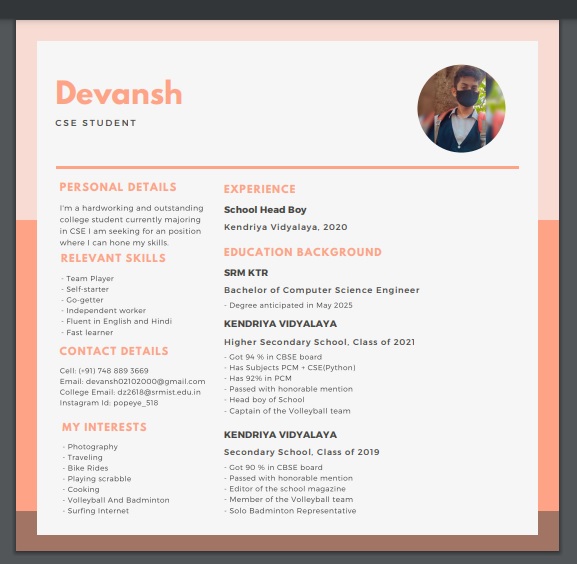 Devansh
CSE STUDENT
PERSONAL DETAILS
I'm a hardworking and outstanding
college student currently majoring
in CSE I am seeking for an position
where I can hone my skills.
RELEVANT SKILLS
- Team Player
- Self-starter
- Go-getter
- Independent worker
- Fluent in English and Hindi
- Fast learner
CONTACT DETAILS
Cell: (+91) 748 889 3669
Email: devansh02102000@gmail.com
College Email: dz2618@srmist.edu.in
Instagram Id: popeye_518
MY INTERESTS
- Photography
- Traveling
- Bike Rides
- Playing scrabble
- Cooking
- Volleyball And Badminton
- Surfing Internet
EXPERIENCE
School Head Boy
Kendriya Vidyalaya, 2020
EDUCATION BACKGROUND
SRM KTR
Bachelor of Computer Science Engineer
- Degree anticipated in May 2025
KENDRIYA VIDYALAYA
Higher Secondary School, Class of 2021
- Got 94 % in CBSE board
- Has Subjects PCM + CSE(Python)
- Has 92% in PCM
- Passed with honorable mention
- Head boy of School
- Captain of the Volleyball team
KENDRIYA VIDYALAYA
Secondary School, Class of 2019
- Got 90 % in CBSE board
- Passed with honorable mention
- Editor of the school magazine
- Member of the Volleyball team
- Solo Badminton Representative